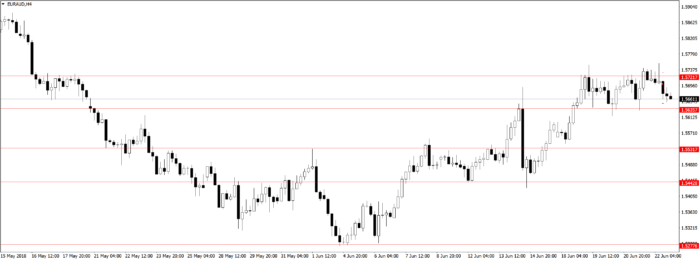 EURAUD,H4
1.59040
1.58625
1.58205
1.57790
1.57375
1.57217
1.56960
1.56611
1.56357
1.56125
1.55710
1.55317
1.54880
1.54428
1.54050
1.53630
1.53215
1.52776
15 May 2018
16 May 12:00
17 May 20:00
21 May 04:00
22 May 12:00
23 May 20:00
25 May 04:00
28 May 12:00
29 May 20:00
31 May 04:00
1 Jun 12:00
4 Jun 20:00
6 Jun 04:00
7 Jun 12:00
8 Jun 20:00
12 Jun 04:00
13 Jun 12:00
14 Jun 20:00
18 Jun 04:00
19 Jun 12:00
20 Jun 20:00
22 Jun 04:00